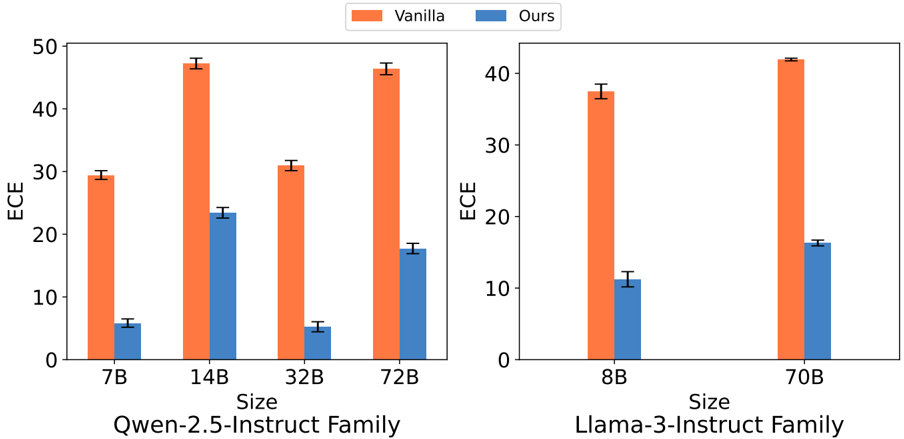 Vanilla Ours
ECE
50
40
30
20
10
0
7B 14B 32B 72B
Size
Qwen-2.5-Instruct Family
ECE
40
30
20
10
0
8B 70B
Size
Llama-3-Instruct Family